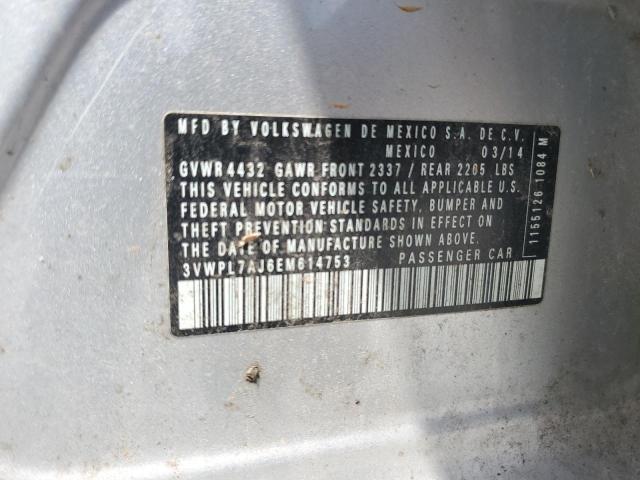 MFD BY VOLKSWAGEN DE MEXICO S.A. DE C.V.
MEXICO 03/14
GVWR 4432 GAWR FRONT 2337 / REAR 2205 LBS
THIS VEHICLE CONFORMS TO ALL APPLICABLE U.S.
FEDERAL MOTOR VEHICLE SAFETY, BUMPER AND
THEFT PREVENTION STANDARDS IN EFFECT ON
THE DATE OF MANUFACTURE SHOWN ABOVE.
3VWPL7AJ6EM614753 PASSENGER CAR
1155126 1084 M